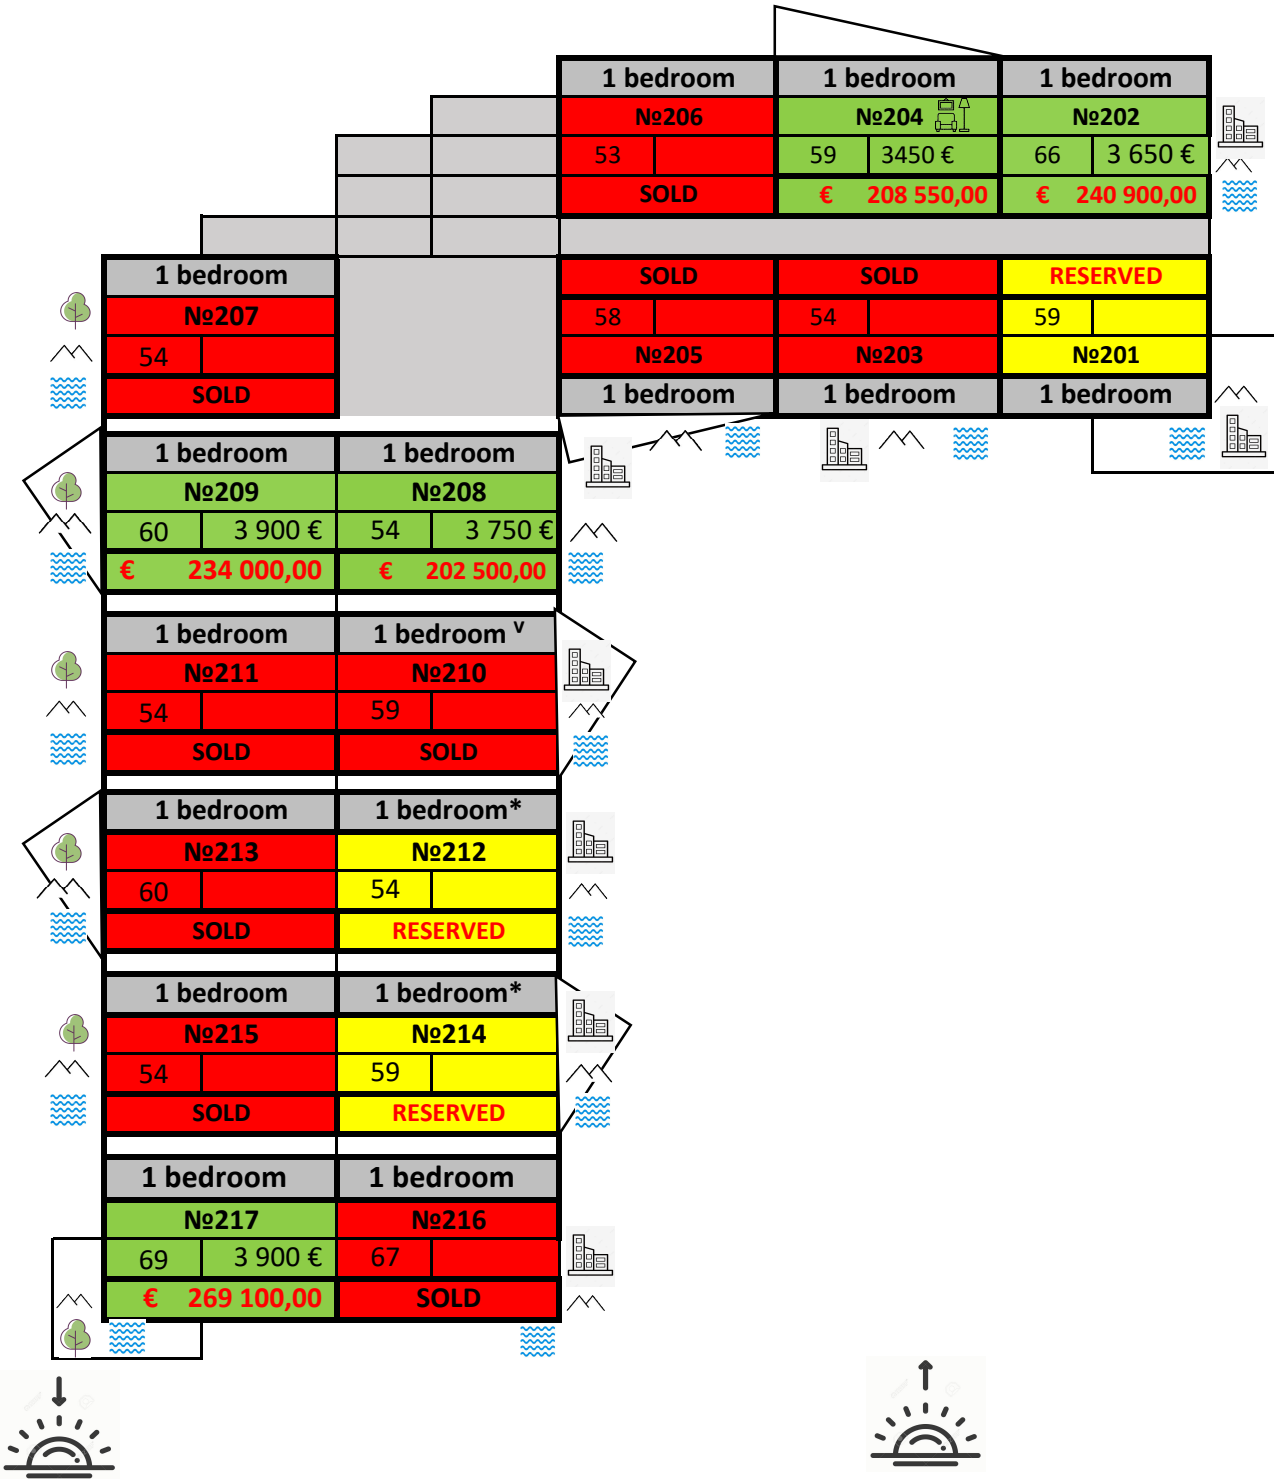 1 bedroom 1 bedroom 1 bedroom
№206 №204 №202
53 59 3450 € 66 3 650 €
SOLD € 208 550,00 € 240 900,00
1 bedroom SOLD SOLD RESERVED
№207 58 54 59
54 №205 №203 №201
SOLD 1 bedroom 1 bedroom 1 bedroom
1 bedroom 1 bedroom
№209 №208
60 3 900 € 54 3 750 €
€ 234 000,00 € 202 500,00
1 bedroom 1 bedroom ᵛ
№211 №210
54 59
SOLD SOLD
1 bedroom 1 bedroom*
№213 №212
60 54
SOLD RESERVED
1 bedroom 1 bedroom*
№215 №214
54 59
SOLD RESERVED
1 bedroom 1 bedroom
№217 №216
69 3 900 € 67
€ 269 100,00 SOLD